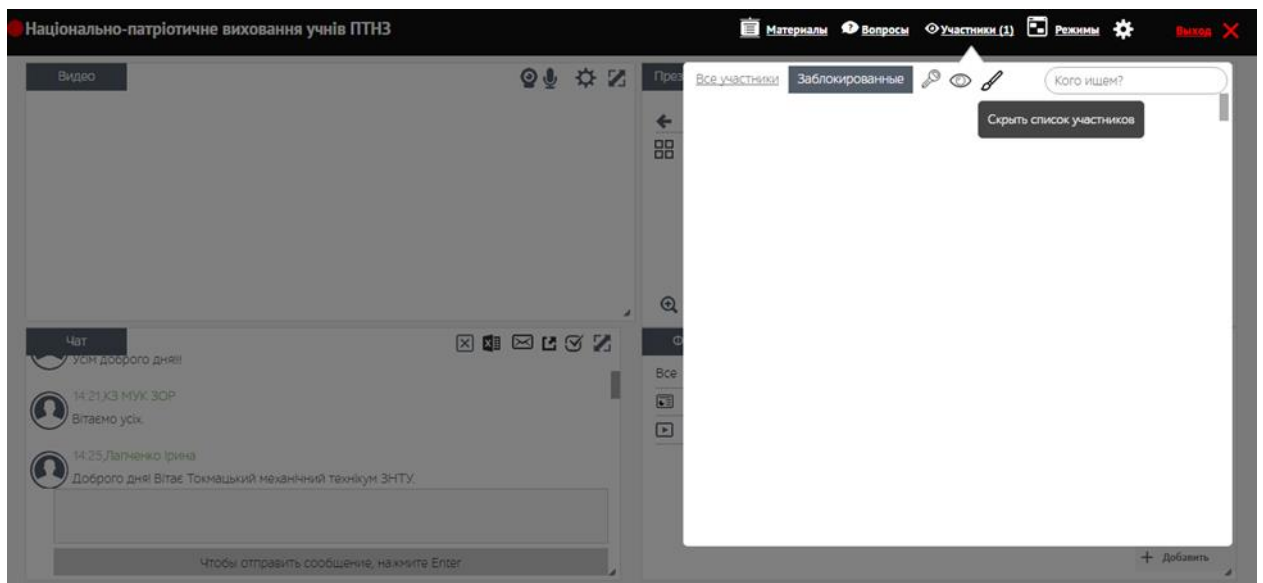 Національно-патріотичне виховання учнів ПТНЗ
Материалы Вопросы Участники (1) Режимы Выход
Видео
През
Все участники Заблокированные Кого ищем?
Скрыть список участников
Чат
Усім доброго дня!!!
14:21,КЗ МУК ЗОР
Вітаємо усіх.
14:25,Лапченко Ірина
Доброго дня! Вітає Токмацький механічний технікум ЗНТУ.
Чтобы отправить сообщение, нажмите Enter
Ф
Все
+ Добавить